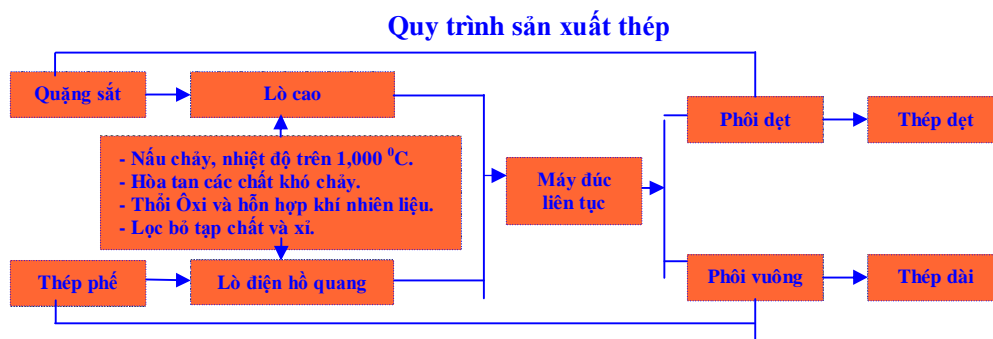 Quy trình sản xuất thép
Quặng sắt
Lò cao
Phôi dẹt
Thép dẹt
- Nấu chảy, nhiệt độ trên 1,000 ⁰C.
- Hòa tan các chất khó chảy.
- Thổi Ôxi và hỗn hợp khí nhiên liệu.
- Lọc bỏ tạp chất và xỉ.
Máy đúc
liên tục
Thép phế
Lò điện hồ quang
Phôi vuông
Thép dài